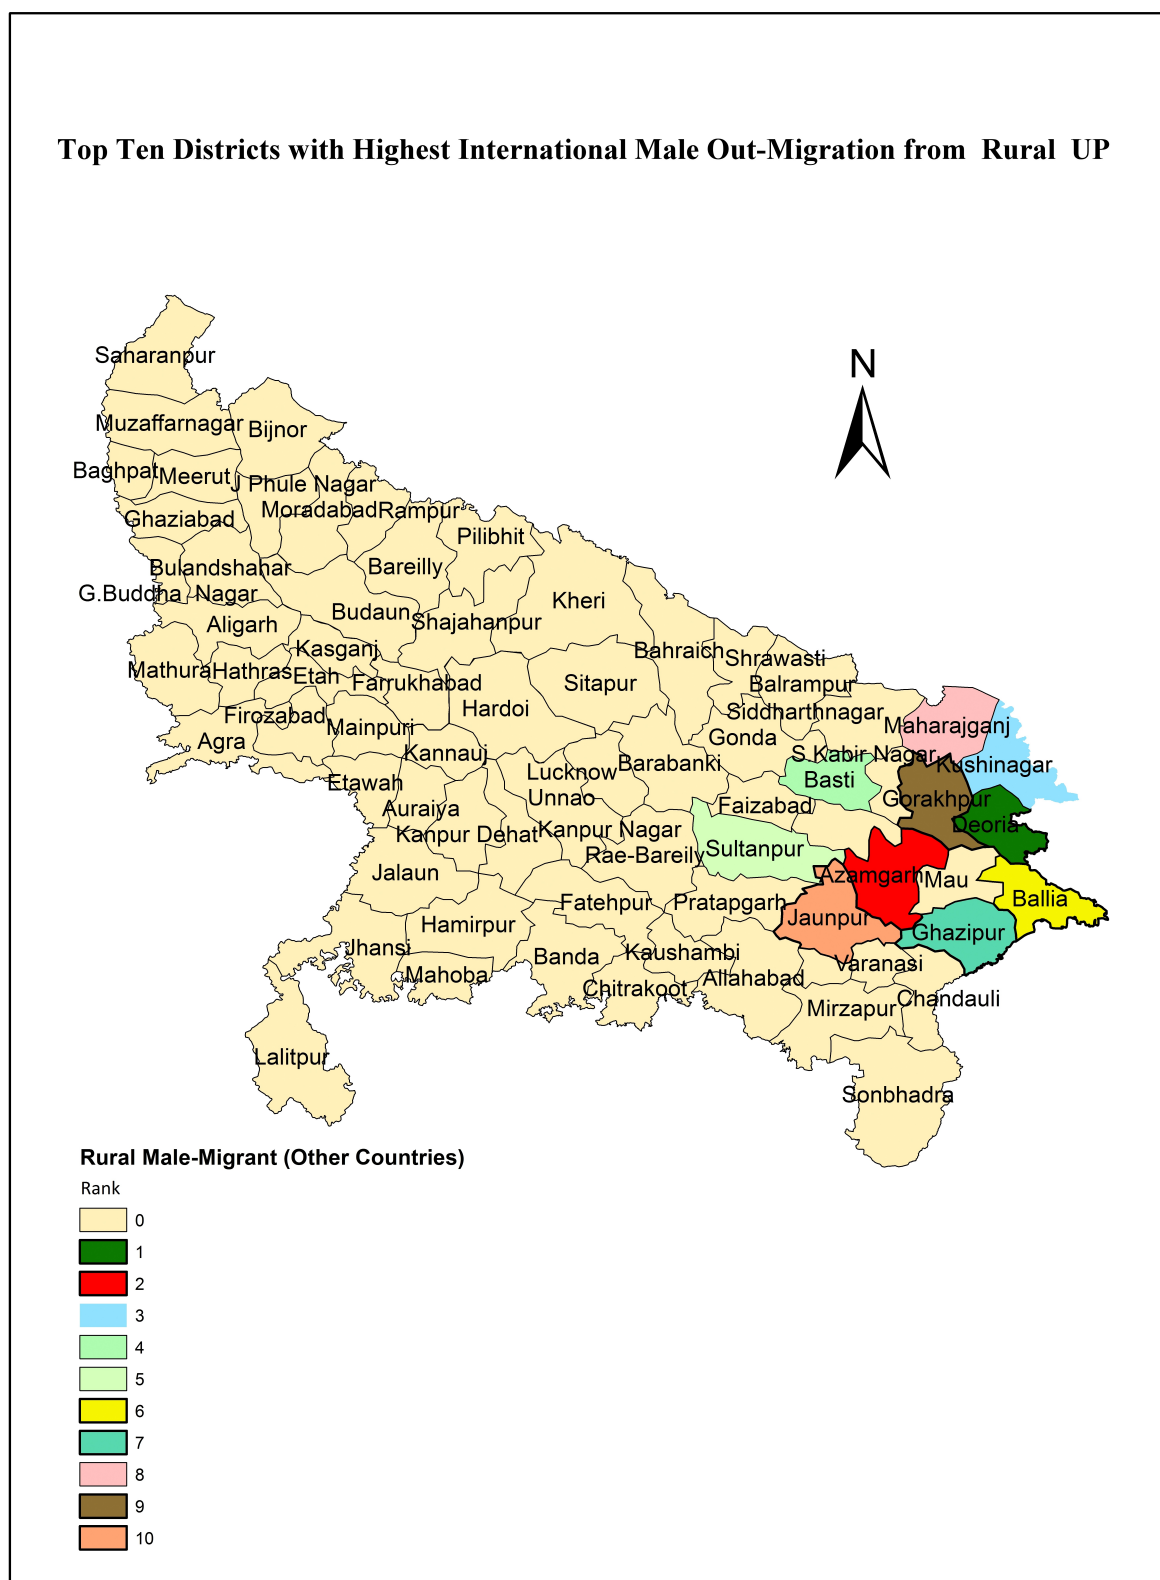 Top Ten Districts with Highest International Male Out-Migration from Rural UP
N
Saharanpur
Muzaffarnagar
Bijnor
Baghpat
Meerut
J Phule Nagar
Ghaziabad
Moradabad
Rampur
Pilibhit
Bulandshahar
Bareilly
G.Buddha Nagar
Budaun
Shajahanpur
Kheri
Aligarh
Kasganj
Bahraich
Shrawasti
Mathura
Hathras
Etah
Farrukhabad
Sitapur
Balrampur
Firozabad
Mainpuri
Hardoi
Siddharthnagar
Maharajganj
Agra
Kannauj
Gonda
S.Kabir Nagar
Kushinagar
Etawah
Lucknow
Barabanki
Basti
Auraiya
Unnao
Faizabad
Gorakhpur
Kanpur Dehat
Kanpur Nagar
Deoria
Rae-Bareily
Sultanpur
Jalaun
Azamgarh
Mau
Fatehpur
Pratapgarh
Jaunpur
Ballia
Hamirpur
Ghazipur
Jhansi
Banda
Kaushambi
Varanasi
Mahoba
Chitrakoot
Allahabad
Mirzapur
Chandauli
Lalitpur
Sonbhadra
Rural Male-Migrant (Other Countries)
Rank
0
1
2
3
4
5
6
7
8
9
10